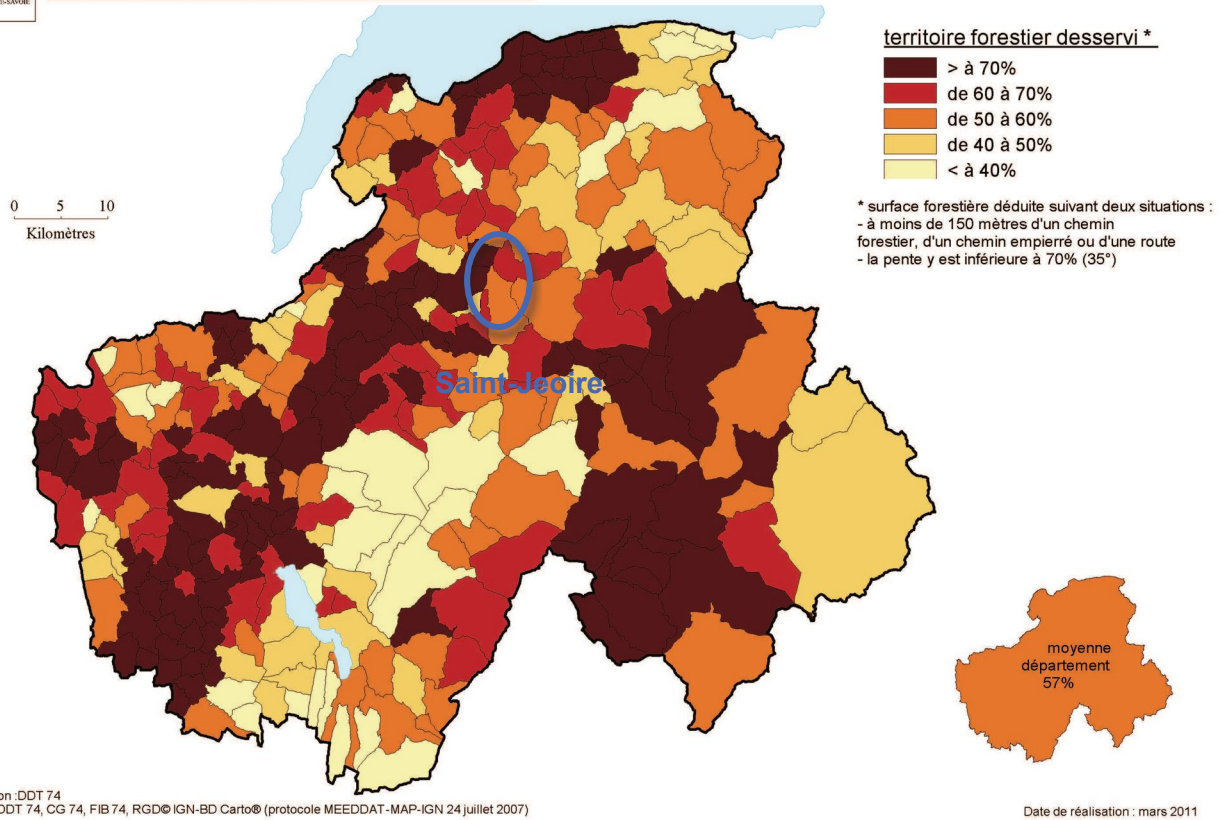 territoire forestier desservi *
> à 70%
de 60 à 70%
de 50 à 60%
de 40 à 50%
< à 40%
* surface forestière déduite suivant deux situations :
- à moins de 150 mètres d'un chemin
forestier, d'un chemin empierré ou d'une route
- la pente y est inférieure à 70% (35°)
0 5 10
Kilomètres
Saint-Jeoire
moyenne
département
57%
on :DDT 74
DDT 74, CG 74, FIB 74, RGD© IGN-BD Carto® (protocole MEEDDAT-MAP-IGN 24 juillet 2007)
Date de réalisation : mars 2011